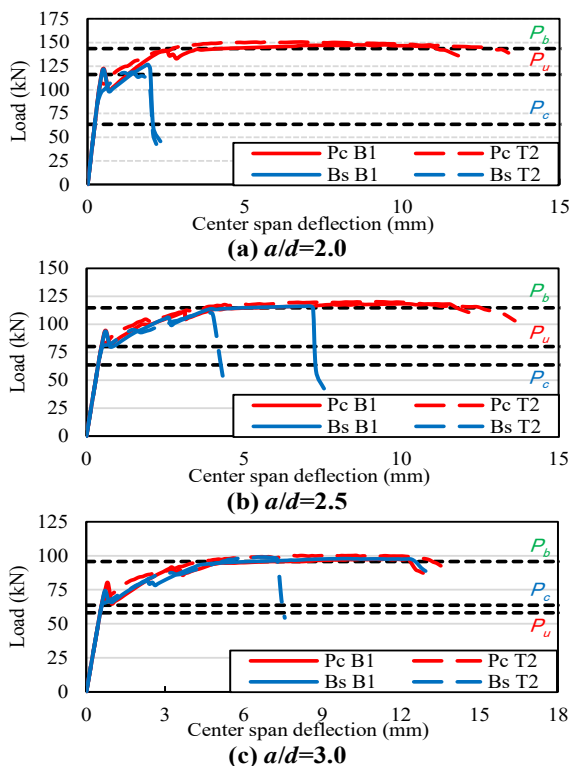 175
150
125
100
75
50
25
0
Load (kN)
P_b
P_u
P_c
Pc B1 Pc T2
Bs B1 Bs T2
0 5 10 15
Center span deflection (mm)
(a) a/d=2.0
150
125
100
75
50
25
0
Load (kN)
P_b
P_u
P_c
Pc B1 Pc T2
Bs B1 Bs T2
0 5 10 15
Center span deflection (mm)
(b) a/d=2.5
125
100
75
50
25
0
Load (kN)
P_b
P_c
P_u
Pc B1 Pc T2
Bs B1 Bs T2
0 3 6 9 12 15 18
Center span deflection (mm)
(c) a/d=3.0